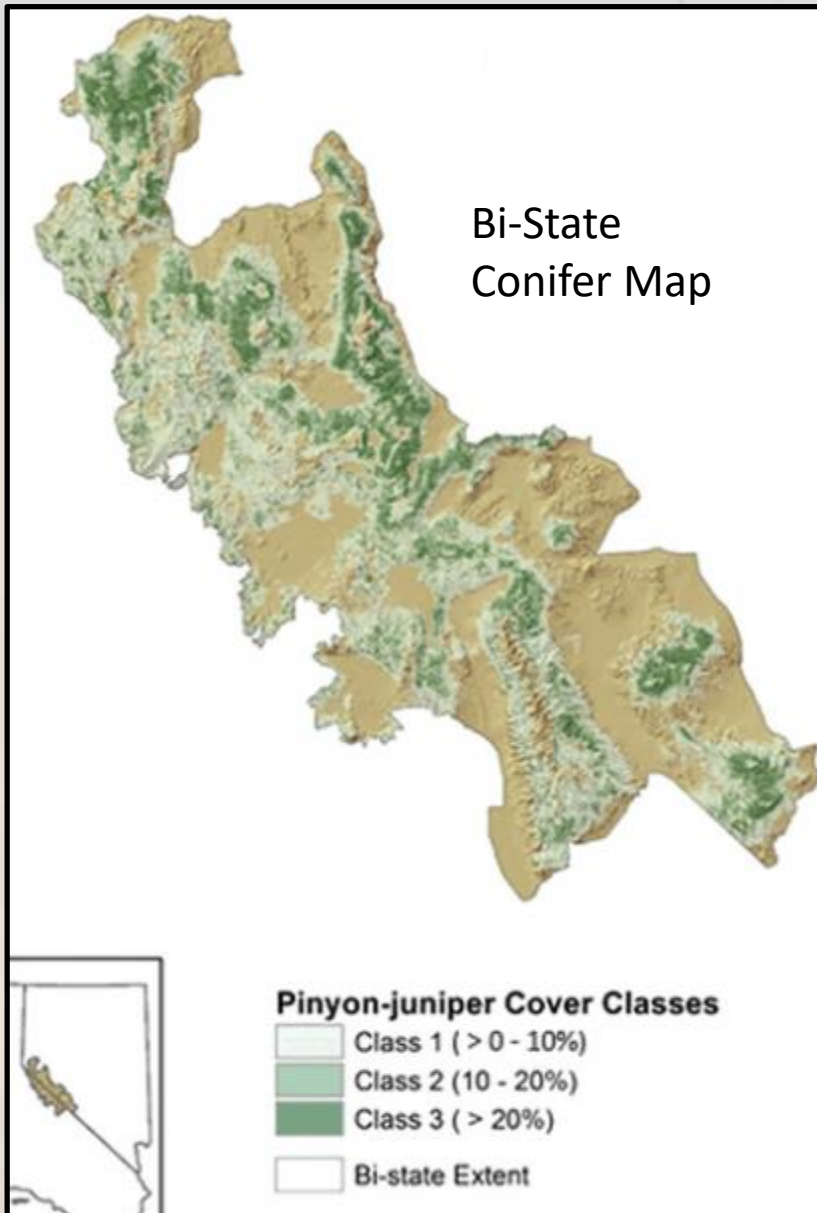 Bi-State
Conifer Map
Pinyon-juniper Cover Classes
Class 1 ( > 0 - 10%)
Class 2 (10 - 20%)
Class 3 ( > 20%)
Bi-state Extent